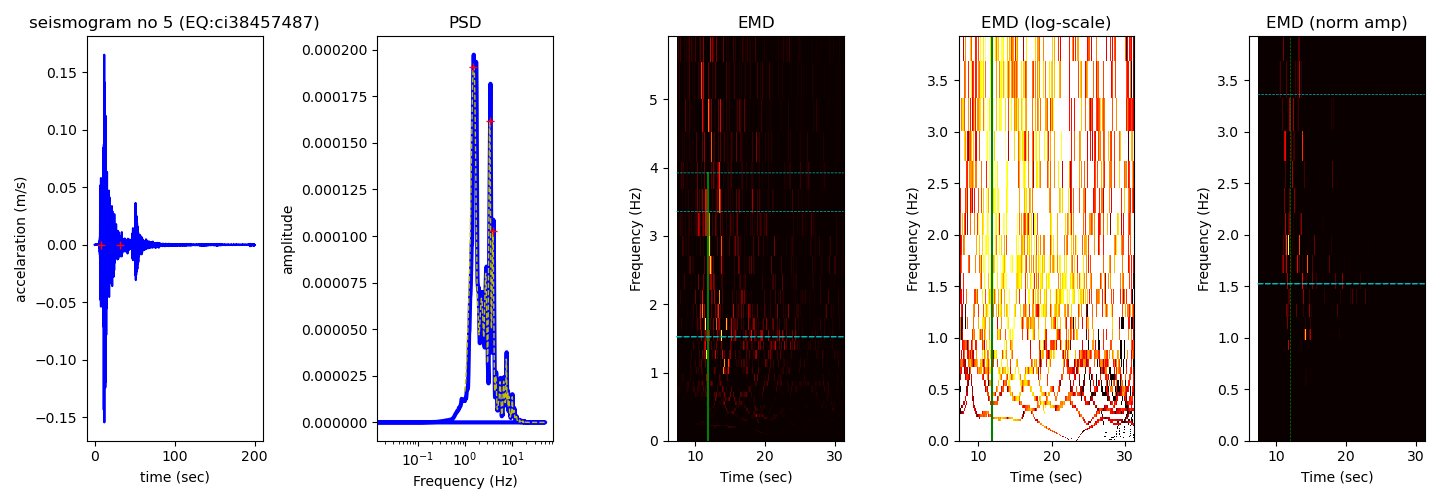 seismogram no 5 (EQ:ci38457487)
accelaration (m/s)
0.15
0.10
0.05
0.00
−0.05
−0.10
−0.15
0 100 200
time (sec)
PSD
amplitude
0.000200
0.000175
0.000150
0.000125
0.000100
0.000075
0.000050
0.000025
0.000000
10⁻¹ 10⁰ 10¹
Frequency (Hz)
EMD
Frequency (Hz)
5
4
3
2
1
0
10 20 30
Time (sec)
EMD (log-scale)
Frequency (Hz)
3.5
3.0
2.5
2.0
1.5
1.0
0.5
0.0
10 20 30
Time (sec)
EMD (norm amp)
Frequency (Hz)
3.5
3.0
2.5
2.0
1.5
1.0
0.5
0.0
10 20 30
Time (sec)